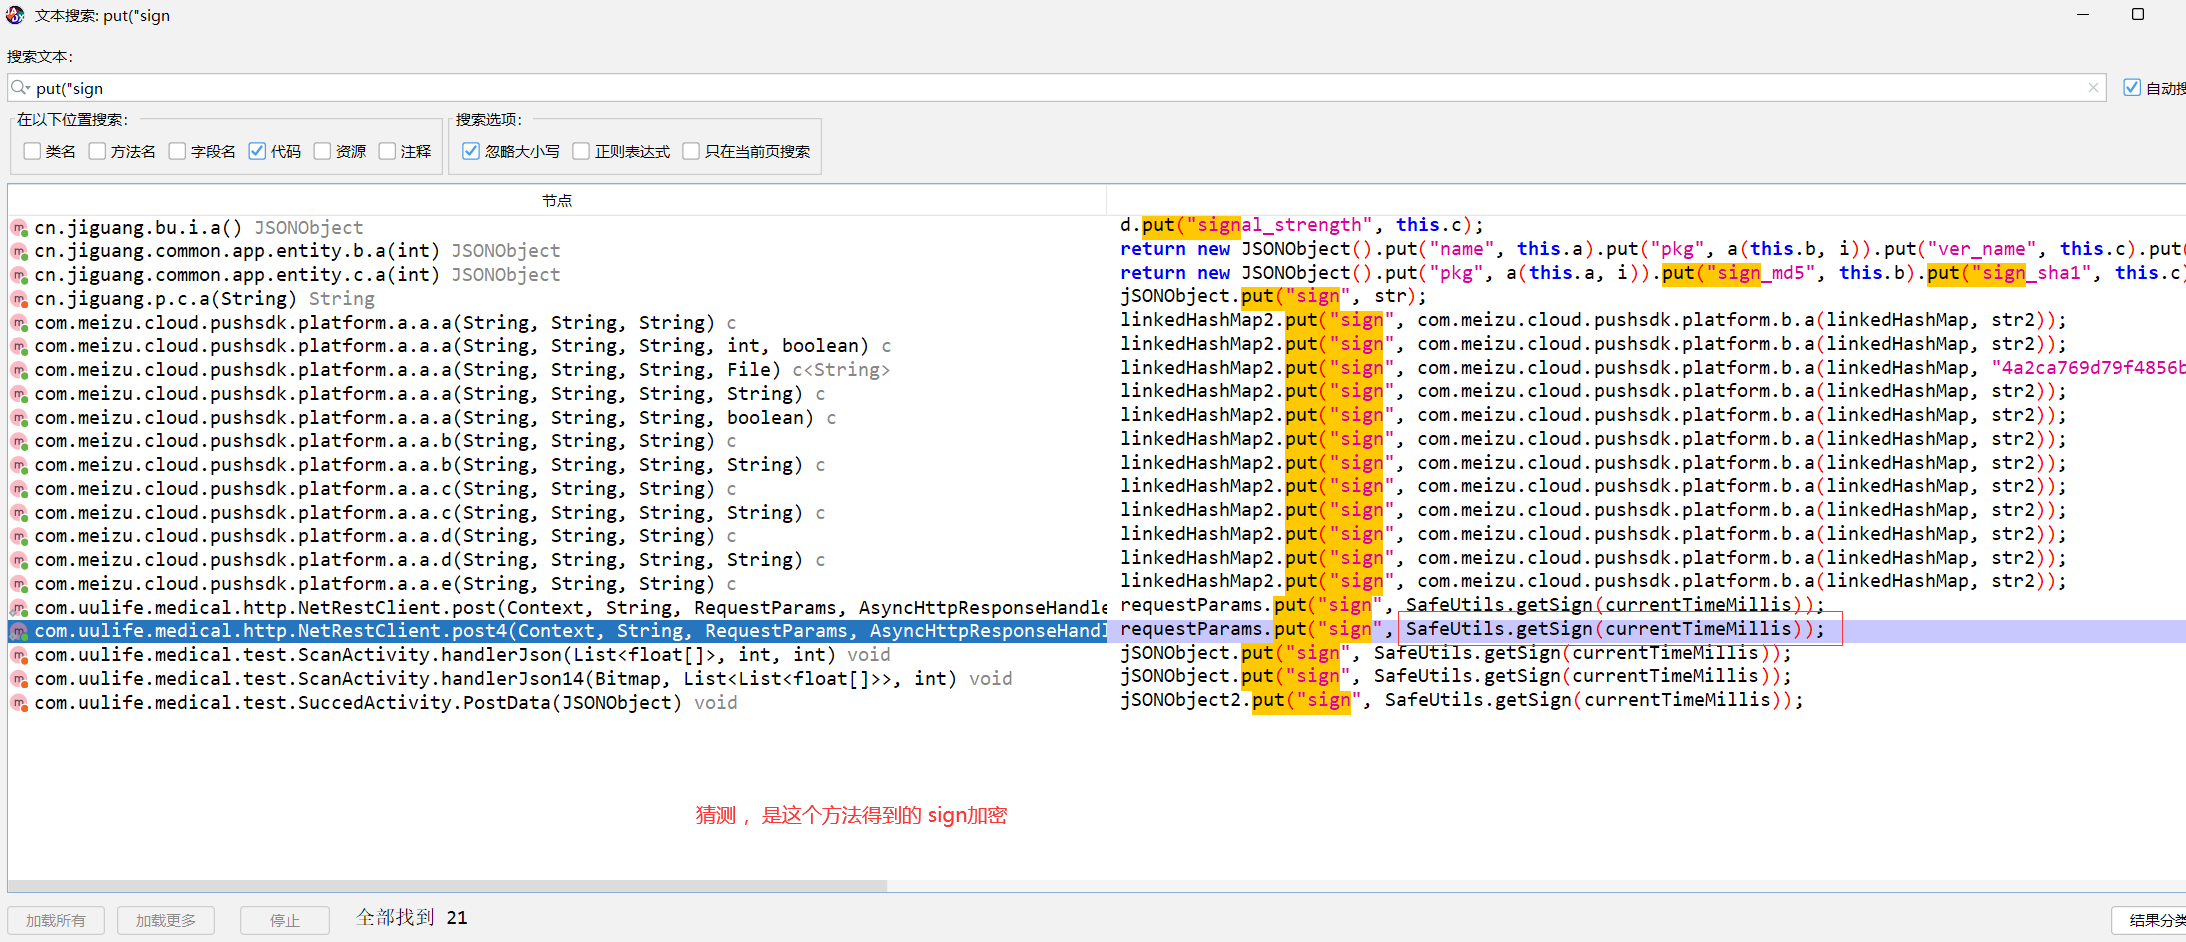 文本搜索: put("sign
搜索文本:
put("sign
自动搜
在以下位置搜索:
搜索选项:
类名 方法名 字段名 代码 资源 注释
忽略大小写 正则表达式 只在当前页搜索
节点
cn.jiguang.bu.i.a() JSONObject d.put("signal_strength", this.c);
cn.jiguang.common.app.entity.b.a(int) JSONObject return new JSONObject().put("name", this.a).put("pkg", a(this.b, i)).put("ver_name", this.c).put(
cn.jiguang.common.app.entity.c.a(int) JSONObject return new JSONObject().put("pkg", a(this.a, i)).put("sign_md5", this.b).put("sign_sha1", this.c)
cn.jiguang.p.c.a(String) String jSONObject.put("sign", str);
com.meizu.cloud.pushsdk.platform.a.a.a(String, String, String) c linkedHashMap2.put("sign", com.meizu.cloud.pushsdk.platform.b.a(linkedHashMap, str2));
com.meizu.cloud.pushsdk.platform.a.a.a(String, String, String, int, boolean) c linkedHashMap2.put("sign", com.meizu.cloud.pushsdk.platform.b.a(linkedHashMap, str2));
com.meizu.cloud.pushsdk.platform.a.a.a(String, String, String, File) c<String> linkedHashMap2.put("sign", com.meizu.cloud.pushsdk.platform.b.a(linkedHashMap, "4a2ca769d79f4856b
com.meizu.cloud.pushsdk.platform.a.a.a(String, String, String, String) c linkedHashMap2.put("sign", com.meizu.cloud.pushsdk.platform.b.a(linkedHashMap, str2));
com.meizu.cloud.pushsdk.platform.a.a.a(String, String, String, boolean) c linkedHashMap2.put("sign", com.meizu.cloud.pushsdk.platform.b.a(linkedHashMap, str2));
com.meizu.cloud.pushsdk.platform.a.a.b(String, String, String) c linkedHashMap2.put("sign", com.meizu.cloud.pushsdk.platform.b.a(linkedHashMap, str2));
com.meizu.cloud.pushsdk.platform.a.a.b(String, String, String, String) c linkedHashMap2.put("sign", com.meizu.cloud.pushsdk.platform.b.a(linkedHashMap, str2));
com.meizu.cloud.pushsdk.platform.a.a.c(String, String, String) c linkedHashMap2.put("sign", com.meizu.cloud.pushsdk.platform.b.a(linkedHashMap, str2));
com.meizu.cloud.pushsdk.platform.a.a.c(String, String, String, String) c linkedHashMap2.put("sign", com.meizu.cloud.pushsdk.platform.b.a(linkedHashMap, str2));
com.meizu.cloud.pushsdk.platform.a.a.d(String, String, String) c linkedHashMap2.put("sign", com.meizu.cloud.pushsdk.platform.b.a(linkedHashMap, str2));
com.meizu.cloud.pushsdk.platform.a.a.d(String, String, String, String) c linkedHashMap2.put("sign", com.meizu.cloud.pushsdk.platform.b.a(linkedHashMap, str2));
com.meizu.cloud.pushsdk.platform.a.a.e(String, String, String) c linkedHashMap2.put("sign", com.meizu.cloud.pushsdk.platform.b.a(linkedHashMap, str2));
com.uulife.medical.http.NetRestClient.post(Context, String, RequestParams, AsyncHttpResponseHandle requestParams.put("sign", SafeUtils.getSign(currentTimeMillis));
com.uulife.medical.http.NetRestClient.post4(Context, String, RequestParams, AsyncHttpResponseHandl requestParams.put("sign", SafeUtils.getSign(currentTimeMillis));
com.uulife.medical.test.ScanActivity.handlerJson(List<float[]>, int, int) void jSONObject.put("sign", SafeUtils.getSign(currentTimeMillis));
com.uulife.medical.test.ScanActivity.handlerJson14(Bitmap, List<List<float[]>>, int) void jSONObject.put("sign", SafeUtils.getSign(currentTimeMillis));
com.uulife.medical.test.SuccedActivity.PostData(JSONObject) void jSONObject2.put("sign", SafeUtils.getSign(currentTimeMillis));
猜测 ，是这个方法得到的 sign加密
加载所有 加载更多 停止 全部找到 21 结果分类